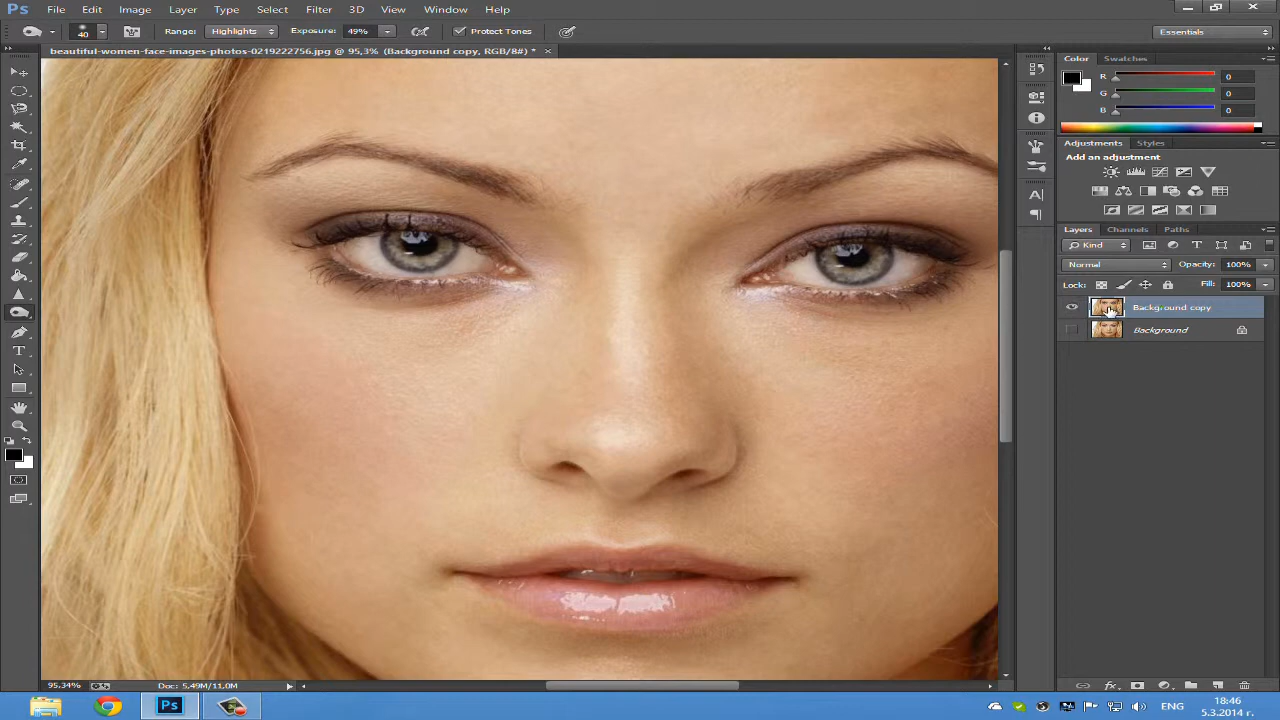 Ps File Edit Image Layer Type Select Filter 3D View Window Help
40 Range: Highlights Exposure: 49% Protect Tones Essentials
beautiful-women-face-images-photos-0219222756.jpg @ 95,3% (Background copy, RGB/8#) * ×
Color Swatches
R 0
G 0
B 0
Adjustments Styles
Add an adjustment
Layers Channels Paths
Kind
Normal Opacity: 100%
Lock: Fill: 100%
Background copy
Background
95.34% Doc: 5,49M/11,0M
Ps ENG 18:46
5.3.2014 г.